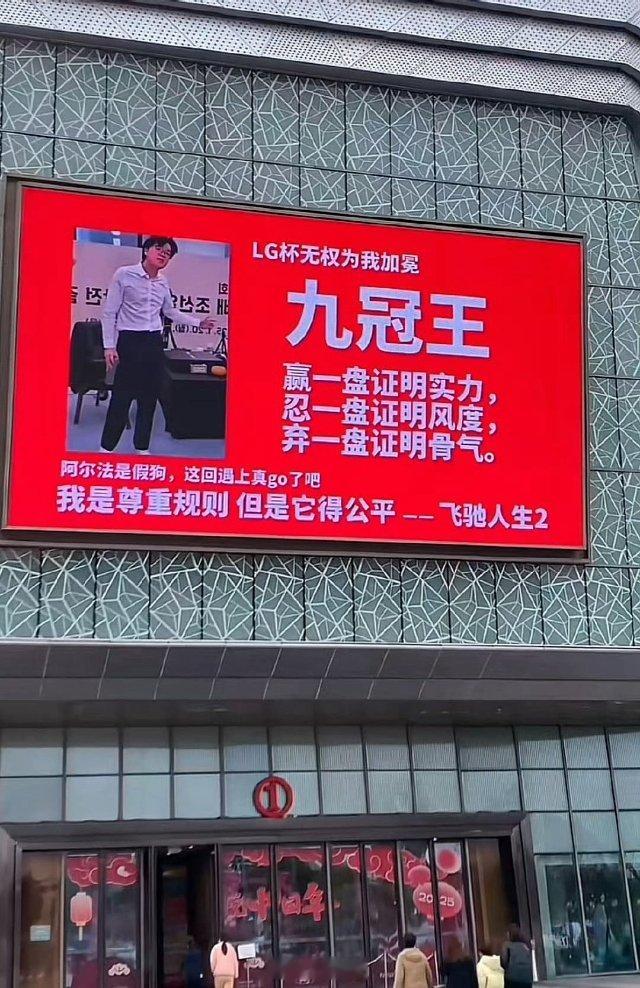 LG杯无权为我加冕
九冠王
赢一盘证明实力,
忍一盘证明风度,
弃一盘证明骨气。
阿尔法是假狗，这回遇上真go了吧
我是尊重规则 但是它得公平 —— 飞驰人生2
①
2025